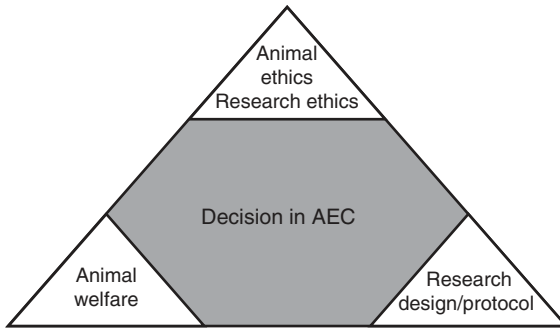 Animal
ethics
Research ethics
Decision in AEC
Animal
welfare
Research
design/protocol